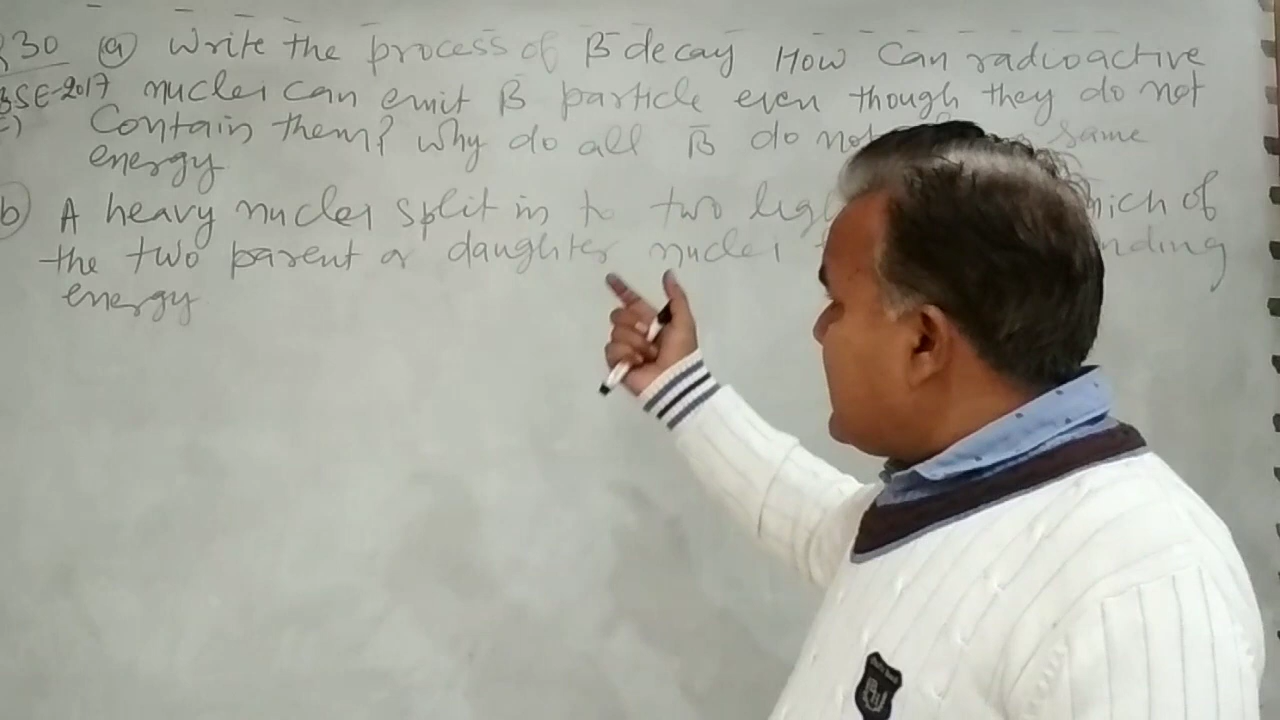 Q30 (a) Write the process of β̄ decay How Can radioactive
BSE-2017 nuclei can emit β̄ particle even though they do not
Contain them? Why do all β̄ do not same
energy
(b) A heavy nuclei split in to two which of
the two parent or daughter nuclei
energy